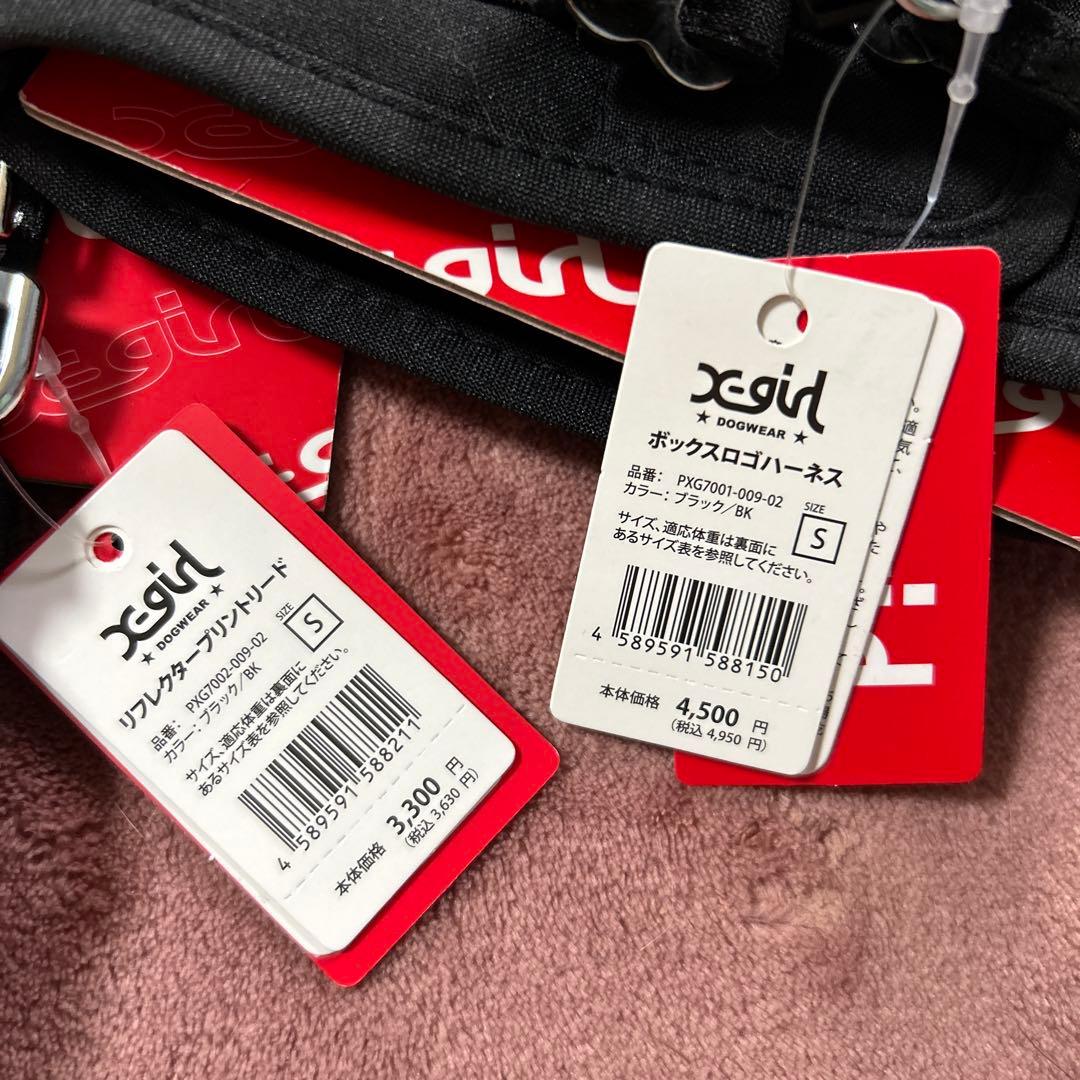 X-girl
X-girl
X-girl
★ DOGWEAR ★
ボックスロゴハーネス
品番： PXG7001-009-02
カラー：ブラック／BK
SIZE
S
サイズ、適応体重は裏面に
あるサイズ表を参照してください。
4 589591 588150
本体価格 4,500 円
(税込 4,950 円)
X-girl
★ DOGWEAR ★
リフレクタープリントリード
品番： PXG7002-009-02
カラー：ブラック／BK
SIZE
S
サイズ、適応体重は裏面に
あるサイズ表を参照してください。
4 589591 588211
本体価格 3,300 円
(税込 3,630 円)